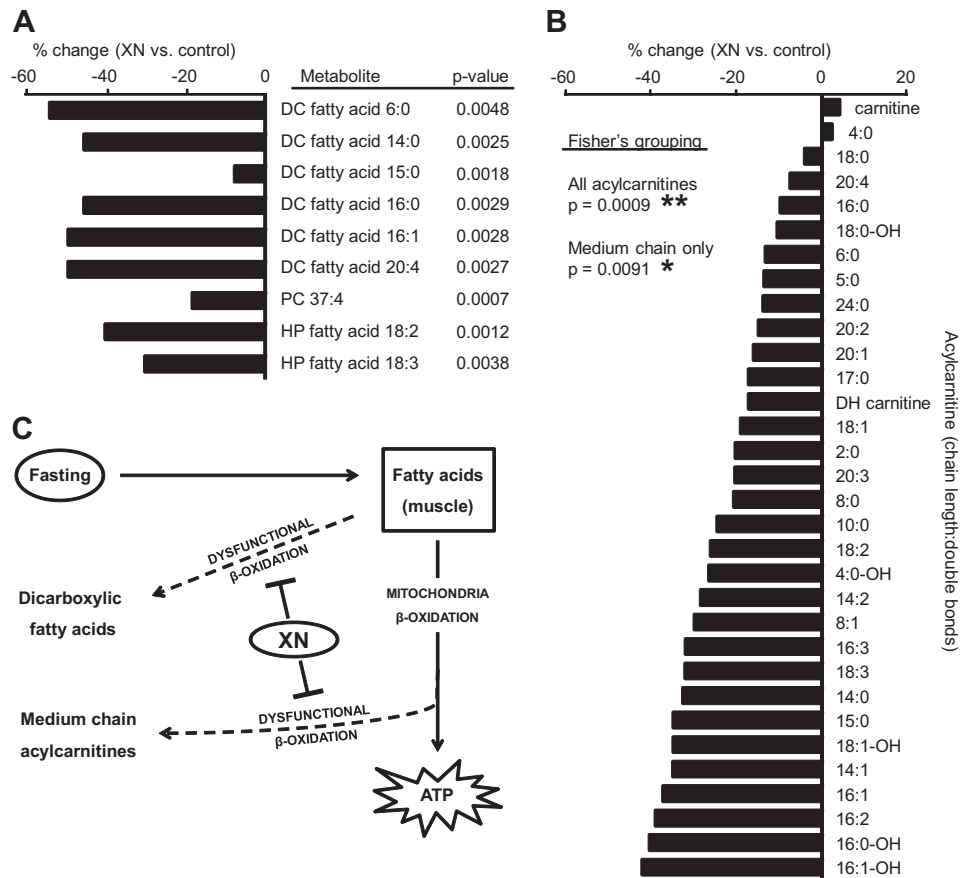 A
% change (XN vs. control)
-60 -40 -20 0
Metabolite p-value
DC fatty acid 6:0 0.0048
DC fatty acid 14:0 0.0025
DC fatty acid 15:0 0.0018
DC fatty acid 16:0 0.0029
DC fatty acid 16:1 0.0028
DC fatty acid 20:4 0.0027
PC 37:4 0.0007
HP fatty acid 18:2 0.0012
HP fatty acid 18:3 0.0038
B
% change (XN vs. control)
-60 -40 -20 0 20
Fisher's grouping
All acylcarnitines
p = 0.0009 **
Medium chain only
p = 0.0091 *
carnitine
4:0
18:0
20:4
16:0
18:0-OH
6:0
5:0
24:0
20:2
20:1
17:0
DH carnitine
18:1
2:0
20:3
8:0
10:0
18:2
4:0-OH
14:2
8:1
16:3
18:3
14:0
15:0
18:1-OH
14:1
16:1
16:2
16:0-OH
16:1-OH
Acylcarnitine (chain length:double bonds)
C
Fasting
Fatty acids
(muscle)
DYSFUNCTIONAL
β-OXIDATION
Dicarboxylic
fatty acids
MITOCHONDRIA
β-OXIDATION
XN
Medium chain
acylcarnitines
DYSFUNCTIONAL
β-OXIDATION
ATP